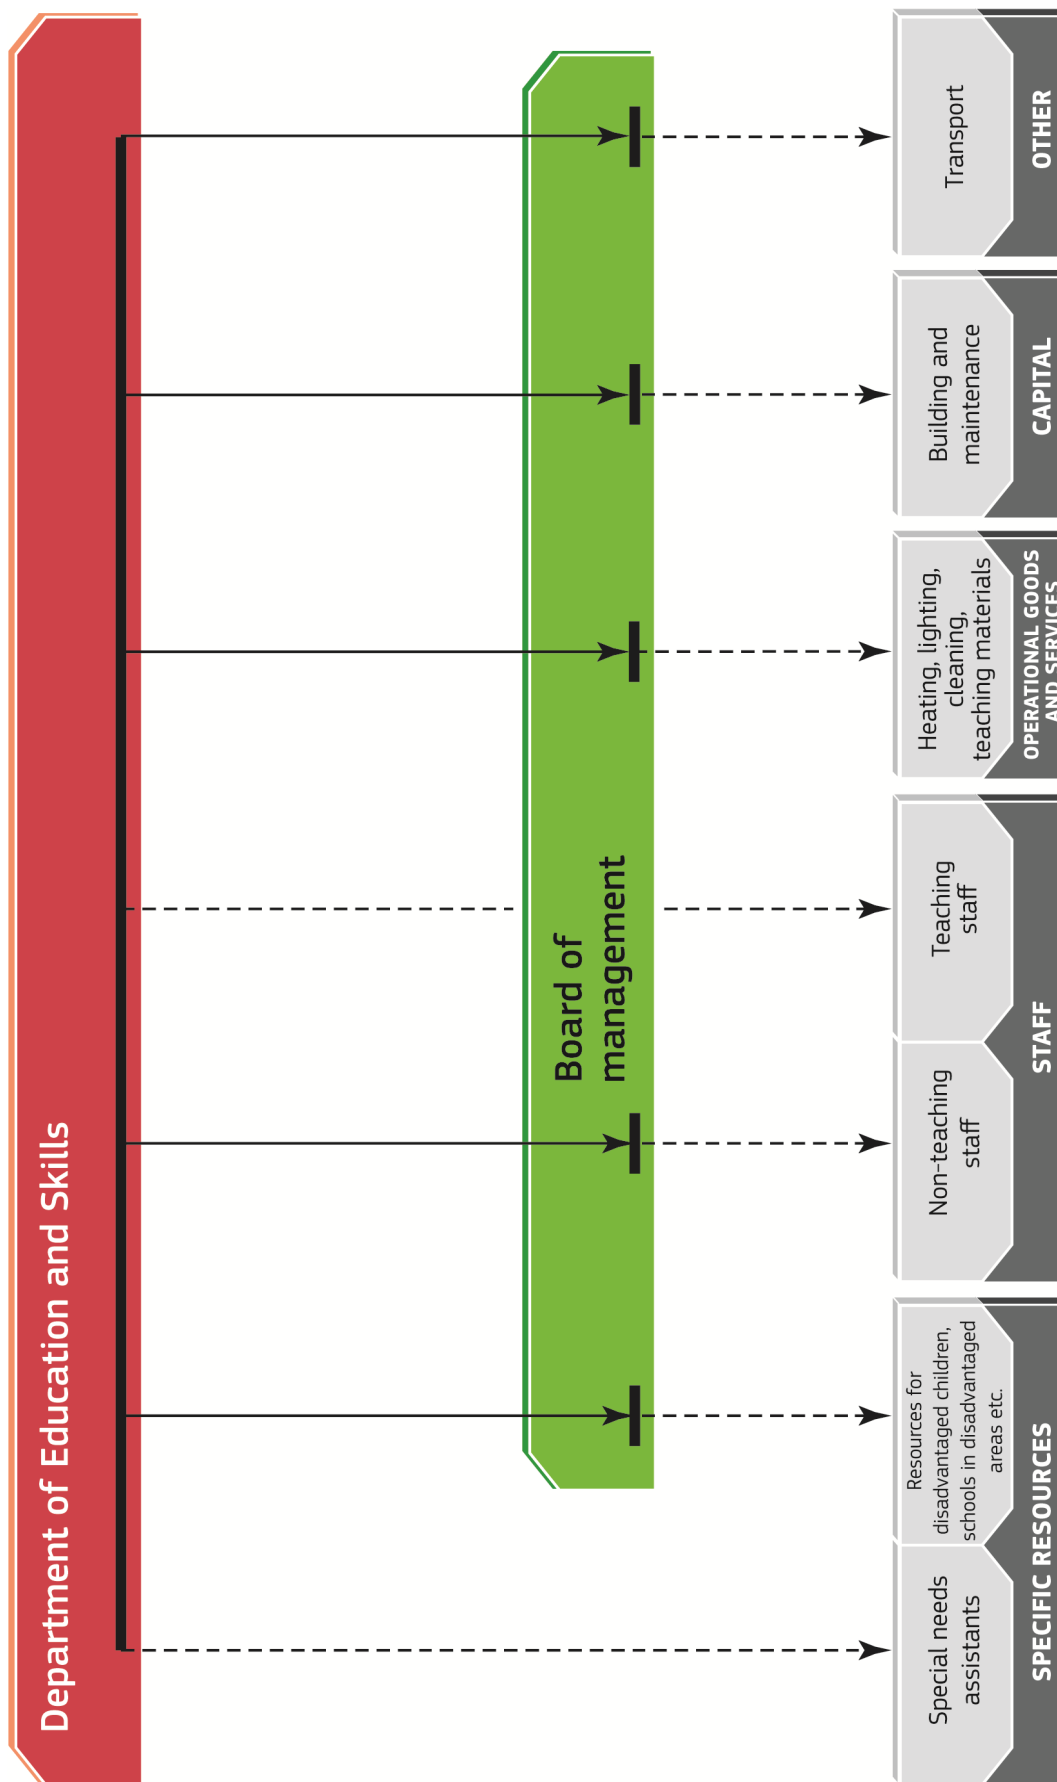 Department of Education and Skills
Board of
management
Special needs
assistants
Resources for
disadvantaged children,
schools in disadvantaged
areas etc.
Non-teaching
staff
Teaching
staff
Heating, lighting,
cleaning,
teaching materials
Building and
maintenance
Transport
SPECIFIC RESOURCES
STAFF
OPERATIONAL GOODS
AND SERVICES
CAPITAL
OTHER